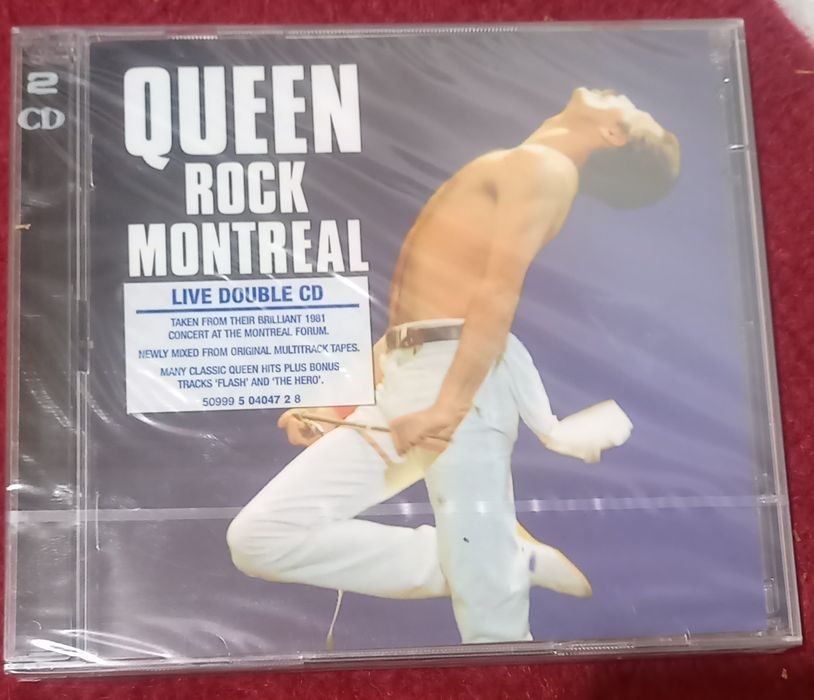 2
CD
QUEEN
ROCK
MONTREAL
LIVE DOUBLE CD
TAKEN FROM THEIR BRILLIANT 1981
CONCERT AT THE MONTREAL FORUM.
NEWLY MIXED FROM ORIGINAL MULTITRACK TAPES.
MANY CLASSIC QUEEN HITS PLUS BONUS
TRACKS 'FLASH' AND 'THE HERO'.
50999 5 04047 2 8